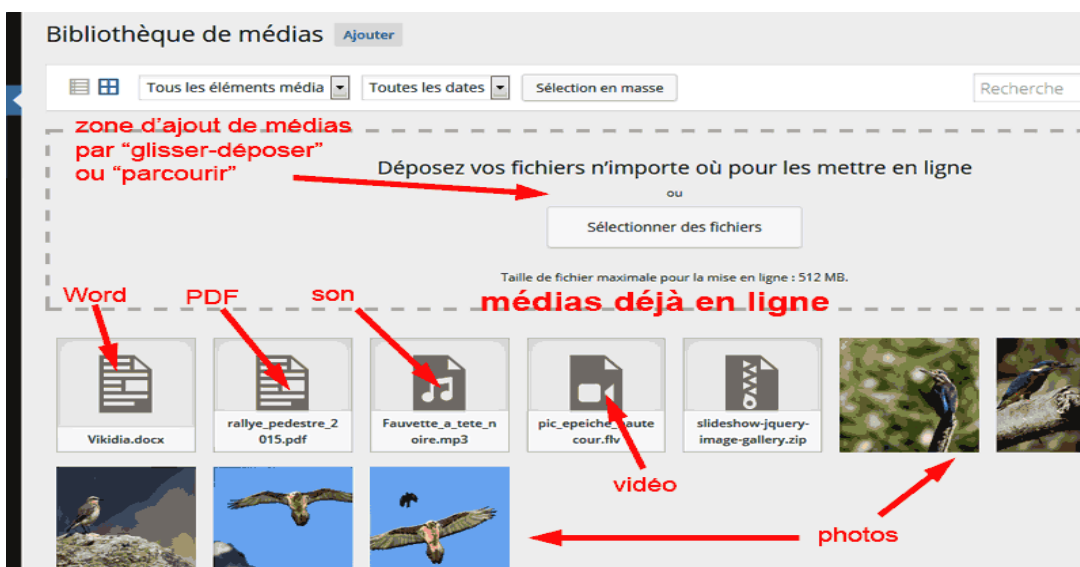 Bibliothèque de médias Ajouter
Tous les éléments média Toutes les dates Sélection en masse Recherche
zone d'ajout de médias
par “glisser-déposer”
ou “parcourir”
Déposez vos fichiers n'importe où pour les mettre en ligne
ou
Sélectionner des fichiers
Taille de fichier maximale pour la mise en ligne : 512 MB.
Word PDF son médias déjà en ligne
Vikidia.docx
rallye_pedestre_2
015.pdf
Fauvette_a_tete_n
oire.mp3
pic_epeiche_haute
cour.flv
slideshow-jquery-
image-gallery.zip
vidéo
photos